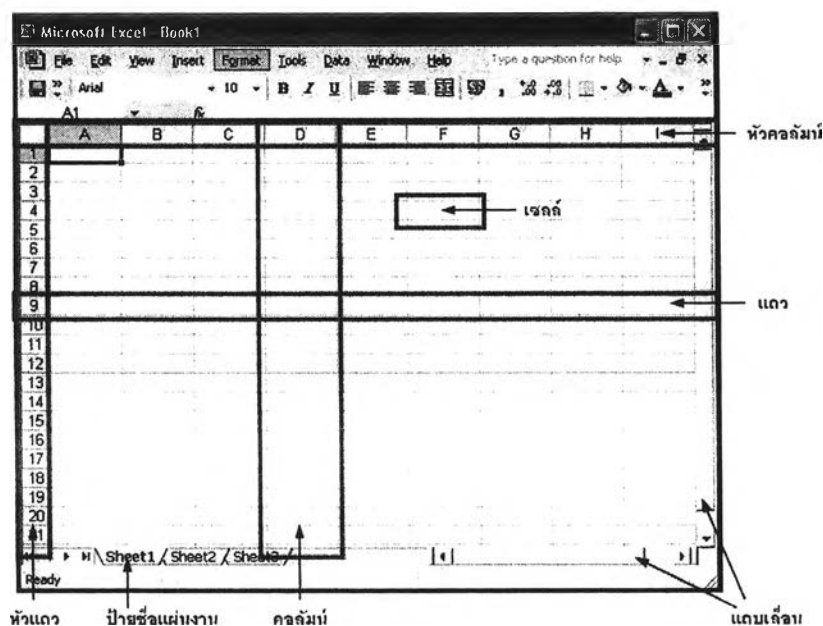 Microsoft Excel - Book1
File Edit View Insert Format Tools Data Window Help Type a question for help
Arial 10 B I U
A1 fx
A B C D E F G H I หัวคอลัมน์
1
2
3
4 เซลล์
5
6
7
8
9 แถว
10
11
12
13
14
15
16
17
18
19
20
21
Sheet1 Sheet2 Sheet3
Ready
หัวแถว ป้ายชื่อแผ่นงาน คอลัมน์ แถบเลื่อน